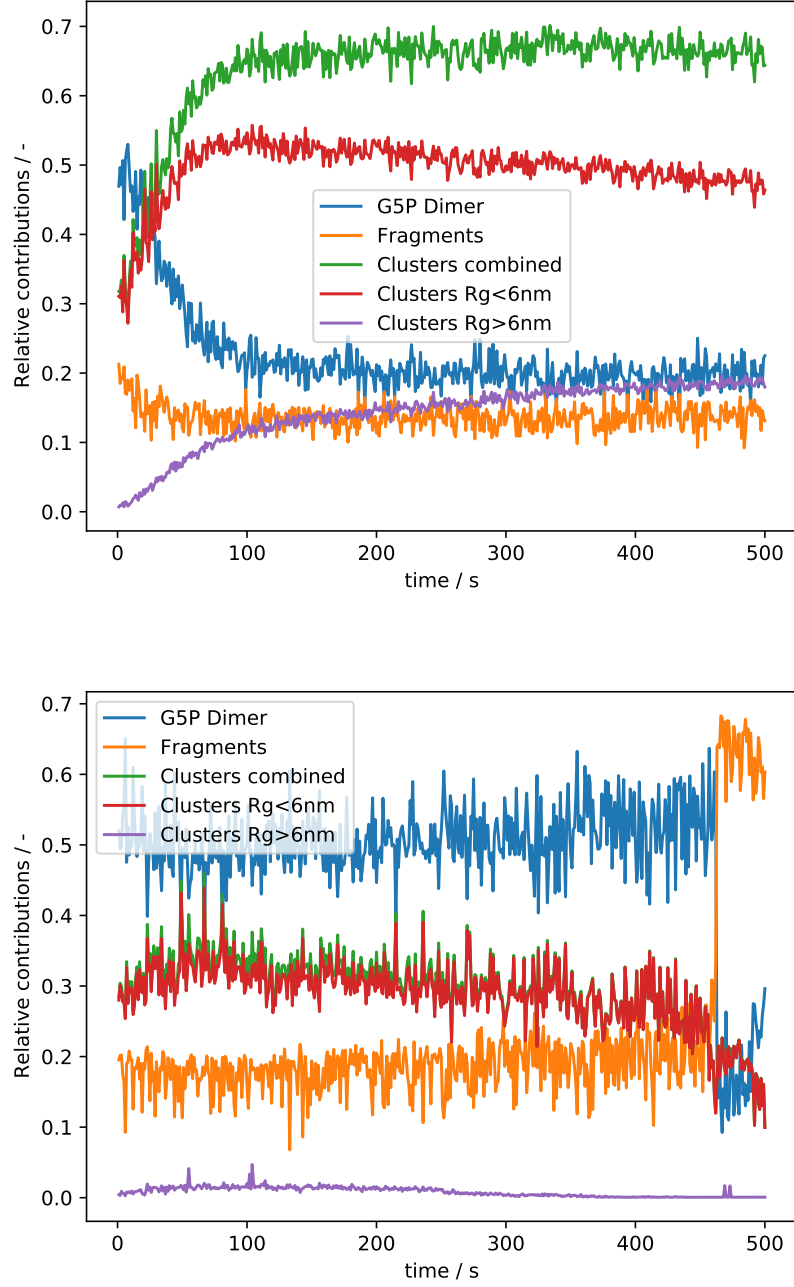 0.7
0.6
0.5
0.4
0.3
0.2
0.1
0.0
Relative contributions / -
G5P Dimer
Fragments
Clusters combined
Clusters Rg<6nm
Clusters Rg>6nm
0 100 200 300 400 500
time / s
0.7
0.6
0.5
0.4
0.3
0.2
0.1
0.0
Relative contributions / -
G5P Dimer
Fragments
Clusters combined
Clusters Rg<6nm
Clusters Rg>6nm
0 100 200 300 400 500
time / s